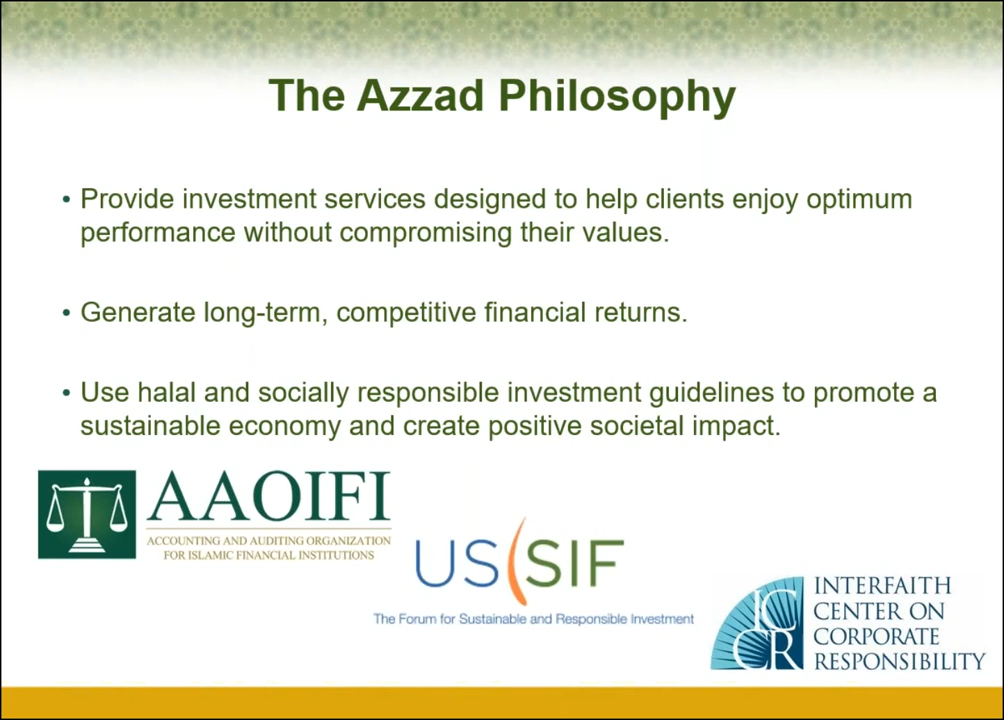 The Azzad Philosophy
• Provide investment services designed to help clients enjoy optimum
performance without compromising their values.
• Generate long-term, competitive financial returns.
• Use halal and socially responsible investment guidelines to promote a
sustainable economy and create positive societal impact.
AAOIFI
ACCOUNTING AND AUDITING ORGANIZATION
FOR ISLAMIC FINANCIAL INSTITUTIONS
US SIF
The Forum for Sustainable and Responsible Investment
IC
CR
INTERFAITH
CENTER ON
CORPORATE
RESPONSIBILITY